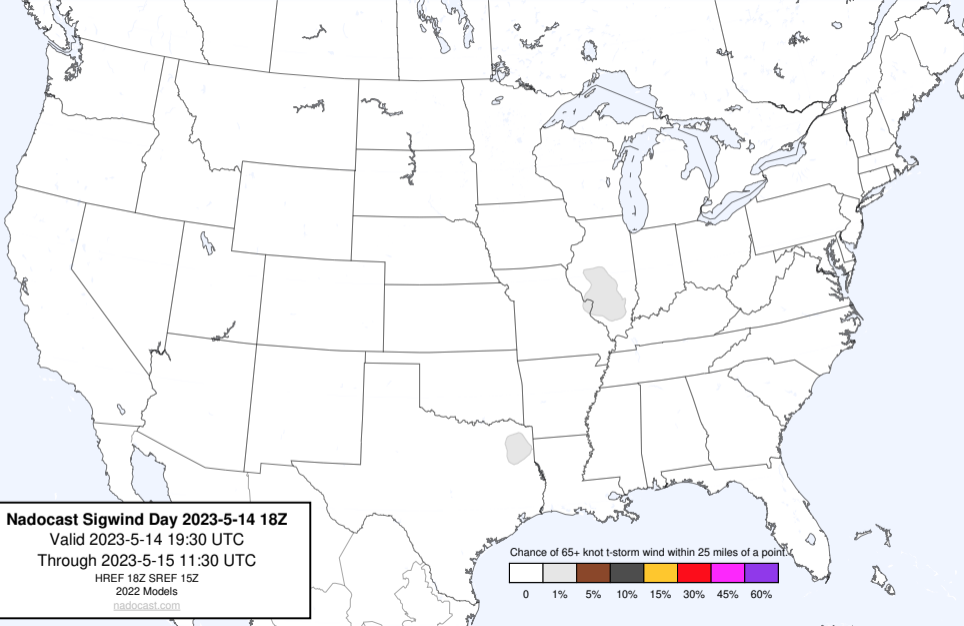 Nadocast Sigwind Day 2023-5-14 18Z
Valid 2023-5-14 19:30 UTC
Through 2023-5-15 11:30 UTC
HREF 18Z SREF 15Z
2022 Models
nadocast.com
Chance of 65+ knot t-storm wind within 25 miles of a point.
0 1% 5% 10% 15% 30% 45% 60%